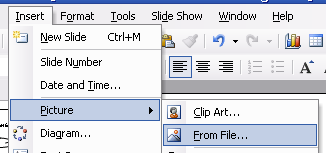 Insert Format Tools Slide Show Window Help
New Slide Ctrl+M
Slide Number
Date and Time...
Picture
Clip Art...
Diagram...
From File...